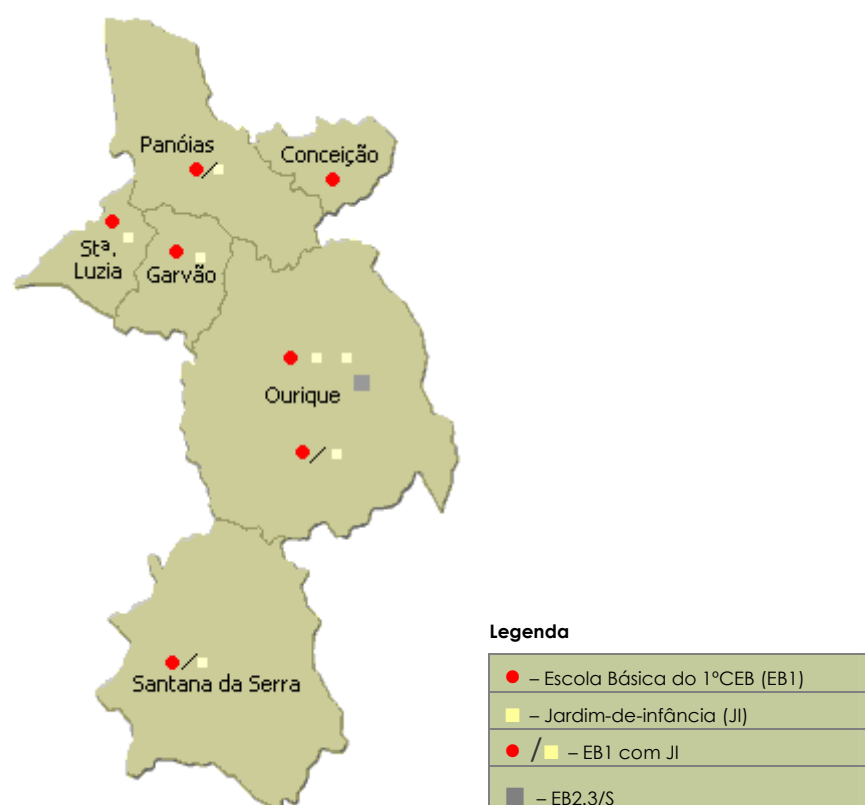 Panóias
Conceição
Stª.
Luzia
Garvão
Ourique
Santana da Serra
Legenda
– Escola Básica do 1ºCEB (EB1)
– Jardim-de-infância (JI)
/ – EB1 com JI
– EB2,3/S